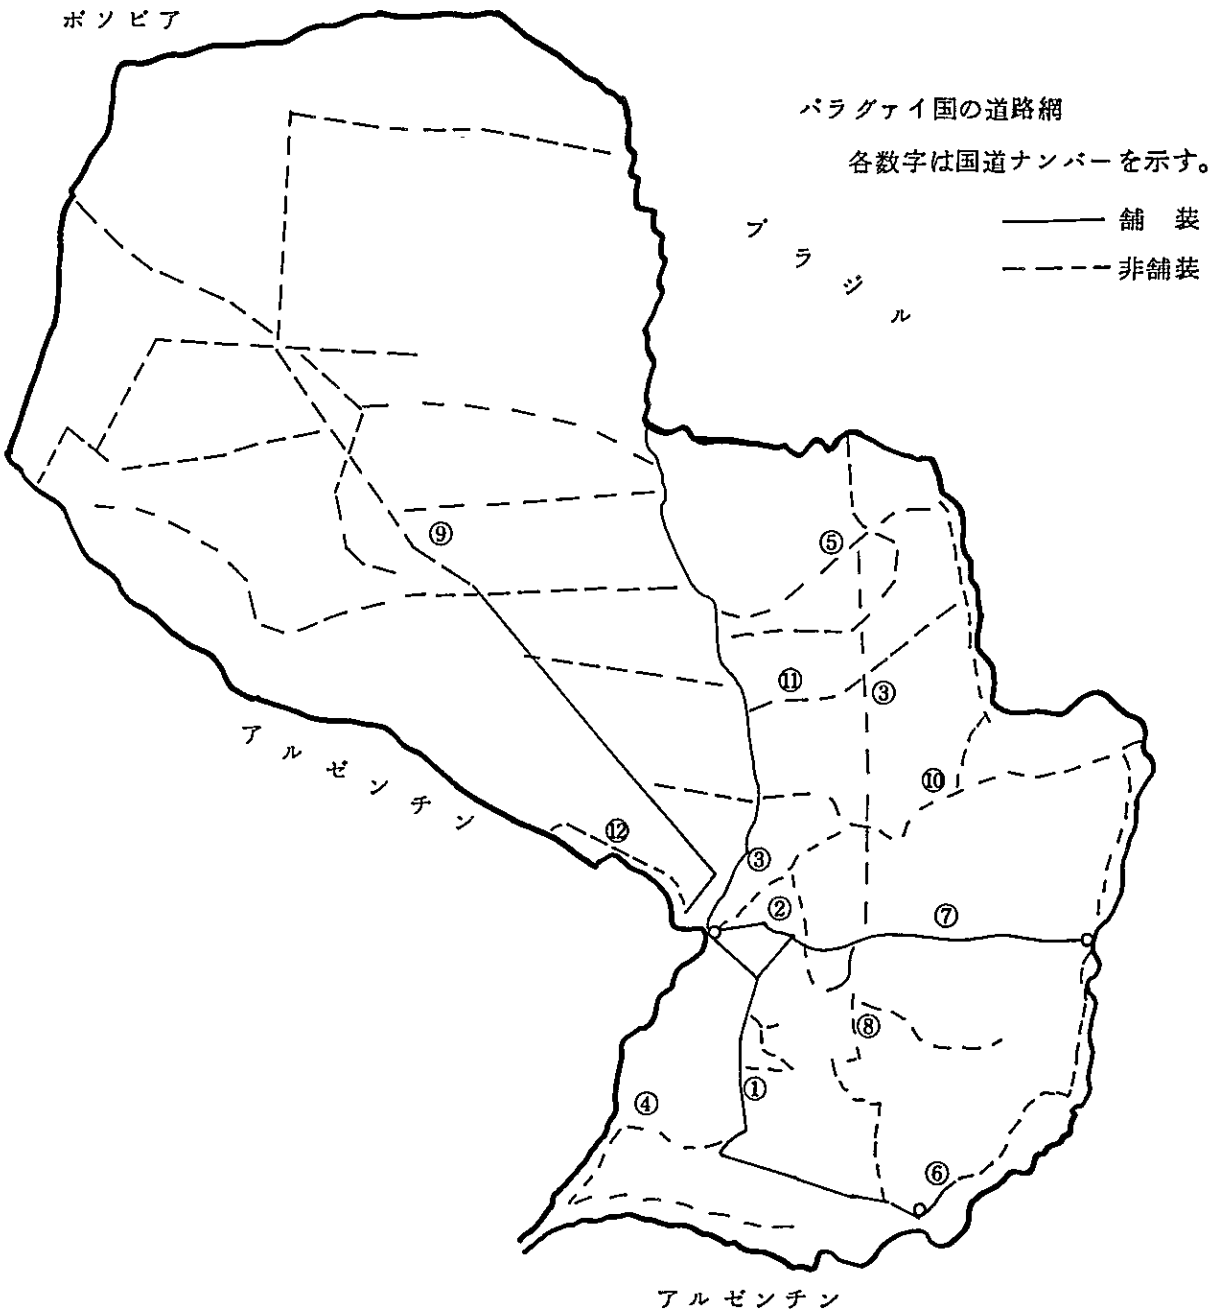 ボソビア
パラグァイ国の道路網
各数字は国道ナンバーを示す。
舗 装
非舗装
ブラジル
⑨
⑤
⑪
③
⑩
アルゼンチン
⑫
③
②
⑦
⑧
①
④
⑥
アルゼンチン